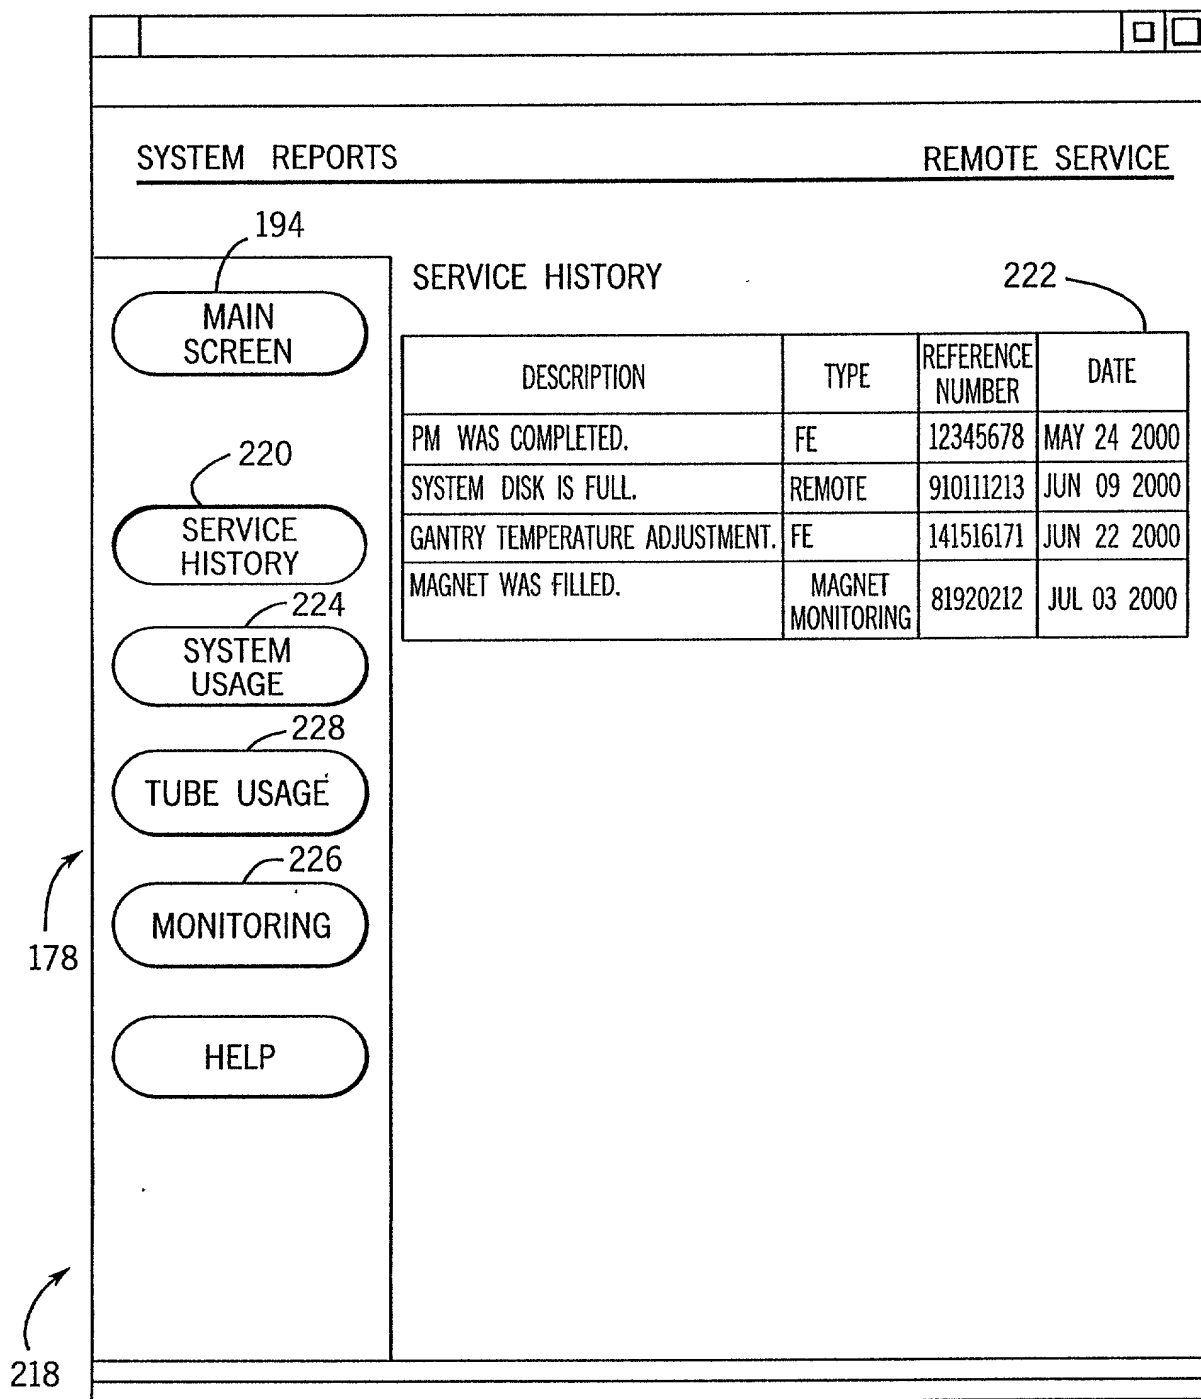 SYSTEM REPORTS
REMOTE SERVICE
194
MAIN
SCREEN
220
SERVICE
HISTORY
224
SYSTEM
USAGE
228
TUBE USAGE
226
MONITORING
HELP
178
218
SERVICE HISTORY
222
DESCRIPTION TYPE REFERENCE NUMBER DATE
PM WAS COMPLETED. FE 12345678 MAY 24 2000
SYSTEM DISK IS FULL. REMOTE 910111213 JUN 09 2000
GANTRY TEMPERATURE ADJUSTMENT. FE 141516171 JUN 22 2000
MAGNET WAS FILLED. MAGNET MONITORING 81920212 JUL 03 2000